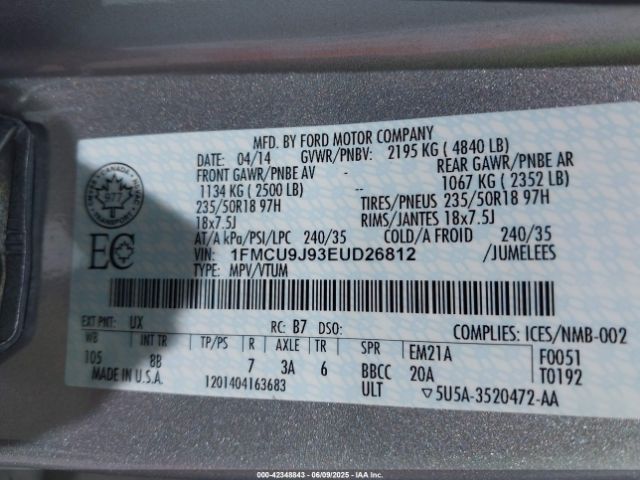 MFD. BY FORD MOTOR COMPANY
DATE: 04/14 GVWR/PNBV: 2195 KG ( 4840 LB)
FRONT GAWR/PNBE AV -- REAR GAWR/PNBE AR
1134 KG ( 2500 LB) -- 1067 KG ( 2352 LB)
235/50R18 97H TIRES/PNEUS 235/50R18 97H
18x7.5J RIMS/JANTES 18x7.5J
AT/A kPa/PSI/LPC 240/35 COLD/A FROID 240/35
VIN: 1FMCU9J93EUD26812 /JUMELEES
TYPE: MPV/VTUM
977
EC
EXT PNT: UX RC: B7 DSO: COMPLIES: ICES/NMB-002
WB INT TR TP/PS R AXLE TR SPR EM21A F0051
105 8B 7 3A 6 BBCC 20A T0192
MADE IN U.S.A. 1201404163683 ULT ▽5U5A-3520472-AA
000-42348843 - 06/09/2025 - IAA Inc.